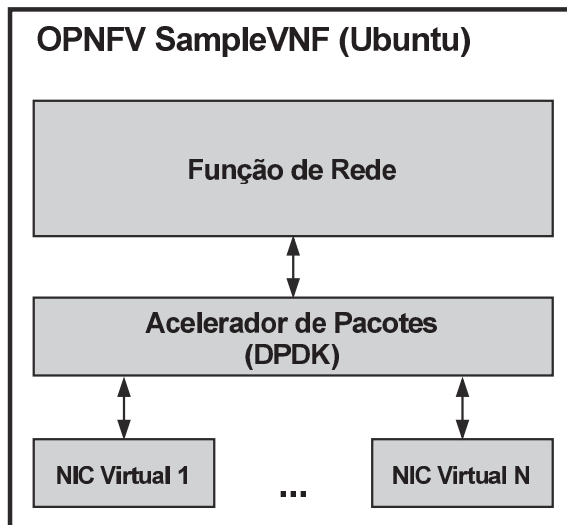 OPNFV SampleVNF (Ubuntu)
Função de Rede
Acelerador de Pacotes
(DPDK)
NIC Virtual 1
...
NIC Virtual N